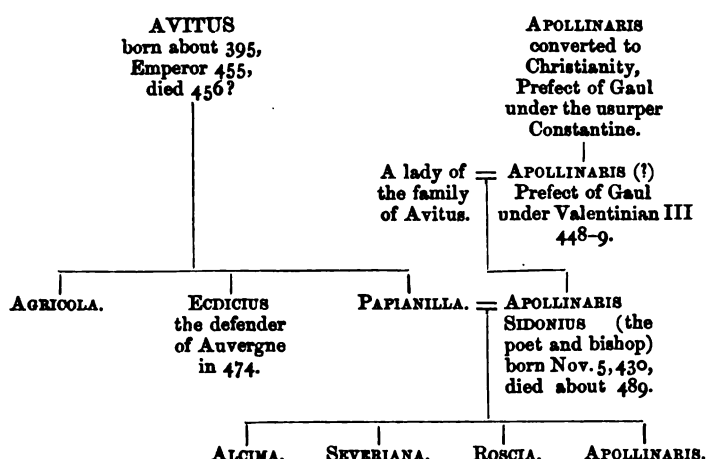 AVITUS
born about 395,
Emperor 455,
died 456?
APOLLINARIS
converted to
Christianity,
Prefect of Gaul
under the usurper
Constantine.
A lady of
the family
of Avitus.
=
APOLLINARIS (?)
Prefect of Gaul
under Valentinian III
448–9.
AGRICOLA.
ECDICIUS
the defender
of Auvergne
in 474.
PAPIANILLA.
=
APOLLINARIS
SIDONIUS (the
poet and bishop)
born Nov. 5, 430,
died about 489.
ALCIMA.
SEVERIANA.
ROSCIA.
APOLLINARIS.